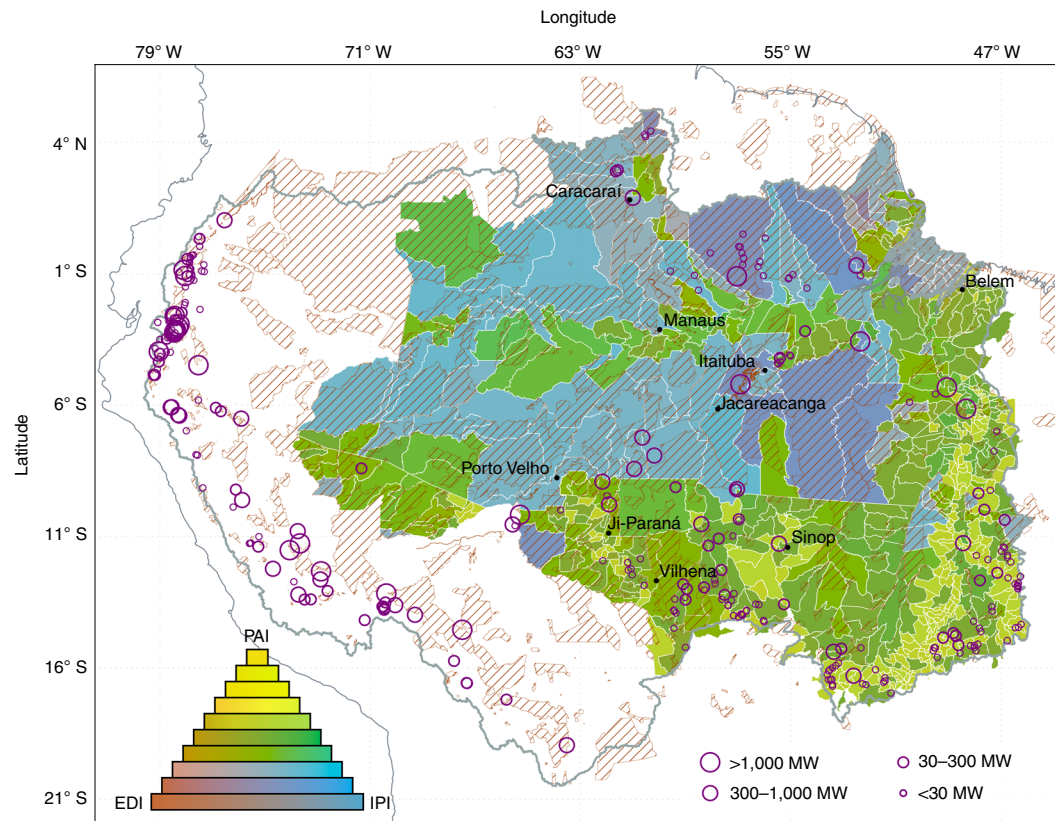 Longitude
79° W 71° W 63° W 55° W 47° W
4° N
Caracaraí
1° S
Belem
Manaus
Itaituba
6° S
Jacareacanga
Latitude
Porto Velho
11° S
Ji-Paraná
Sinop
Vilhena
PAI
16° S
>1,000 MW 30–300 MW
300–1,000 MW <30 MW
21° S
EDI IPI